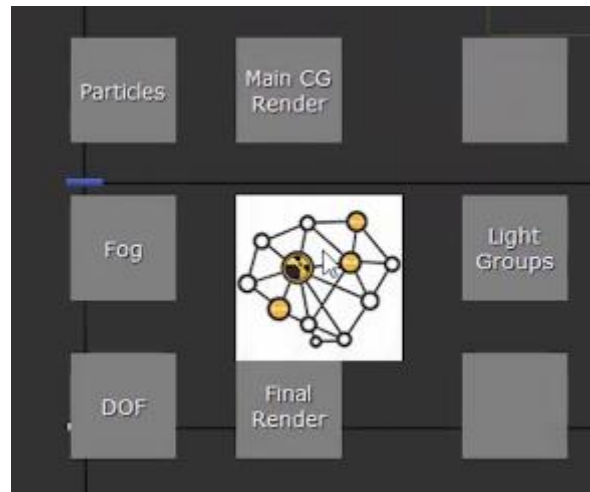 Particles
Main CG
Render
Fog
Light
Groups
DOF
Final
Render